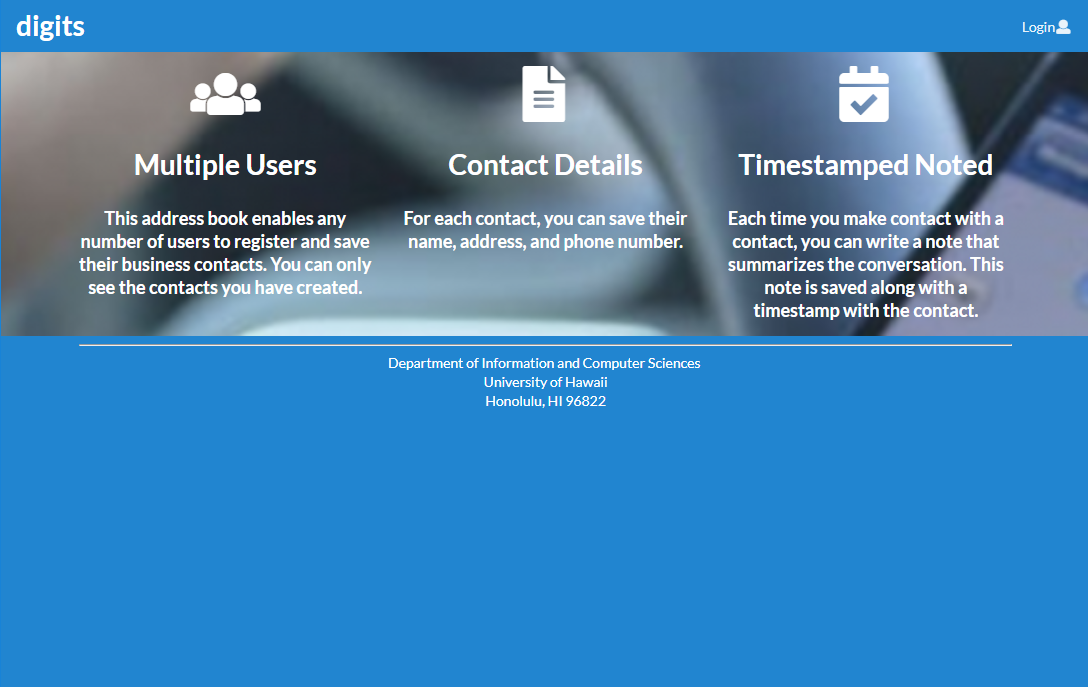 digits
Login
Multiple Users
This address book enables any
number of users to register and save
their business contacts. You can only
see the contacts you have created.
Contact Details
For each contact, you can save their
name, address, and phone number.
Timestamped Noted
Each time you make contact with a
contact, you can write a note that
summarizes the conversation. This
note is saved along with a
timestamp with the contact.
Department of Information and Computer Sciences
University of Hawaii
Honolulu, HI 96822